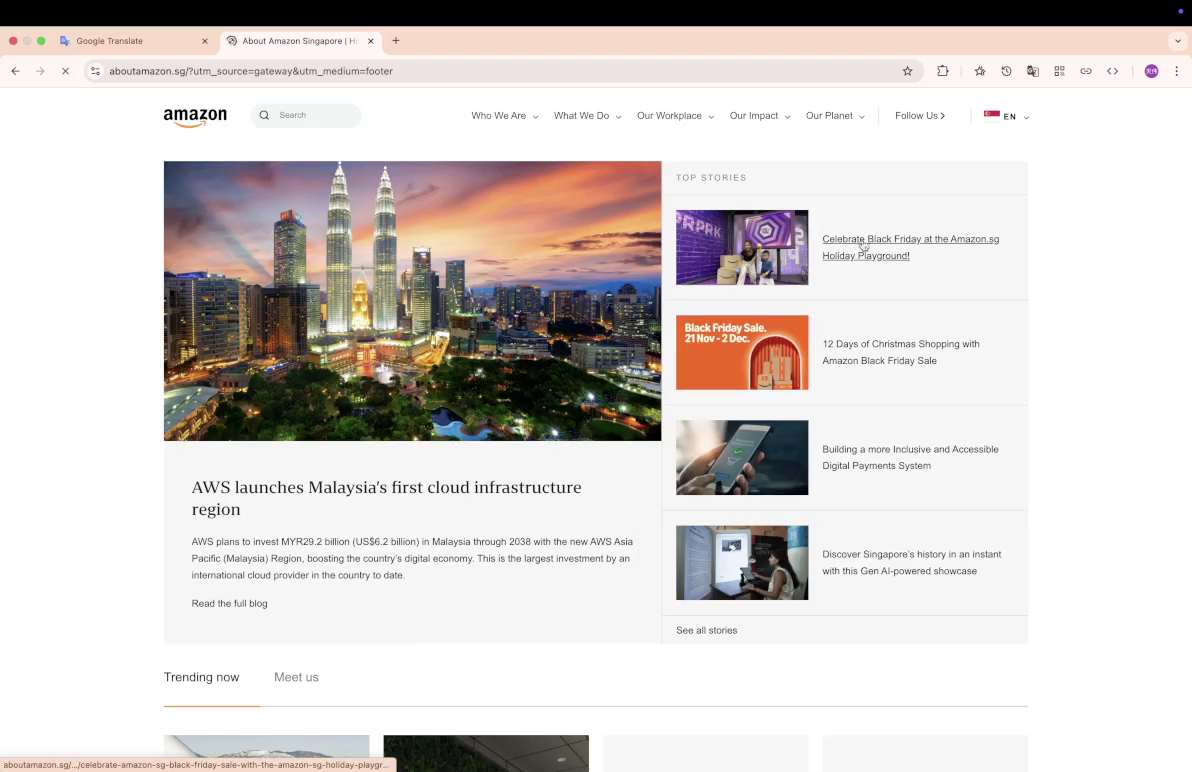 Google Translate
About Amazon Singapore | Ho
aboutamazon.sg/?utm_source=gateway&utm_medium=footer
amazon
Search
Who We Are
What We Do
Our Workplace
Our Impact
Our Planet
Follow Us
EN
TOP STORIES
Celebrate Black Friday at the Amazon.sg
Holiday Playground!
Black Friday Sale.
21 Nov - 2 Dec.
12 Days of Christmas Shopping with
Amazon Black Friday Sale
Building a more Inclusive and Accessible
Digital Payments System
Discover Singapore's history in an instant
with this Gen AI-powered showcase
See all stories
AWS launches Malaysia's first cloud infrastructure
region
AWS plans to invest MYR29.2 billion (US$6.2 billion) in Malaysia through 2038 with the new AWS Asia
Pacific (Malaysia) Region, boosting the country's digital economy. This is the largest investment by an
international cloud provider in the country to date.
Read the full blog
Trending now
Meet us
aboutamazon.sg/.../celebrate-amazon-sg-black-friday-sale-with-the-amazon-sg-holiday-playgr...